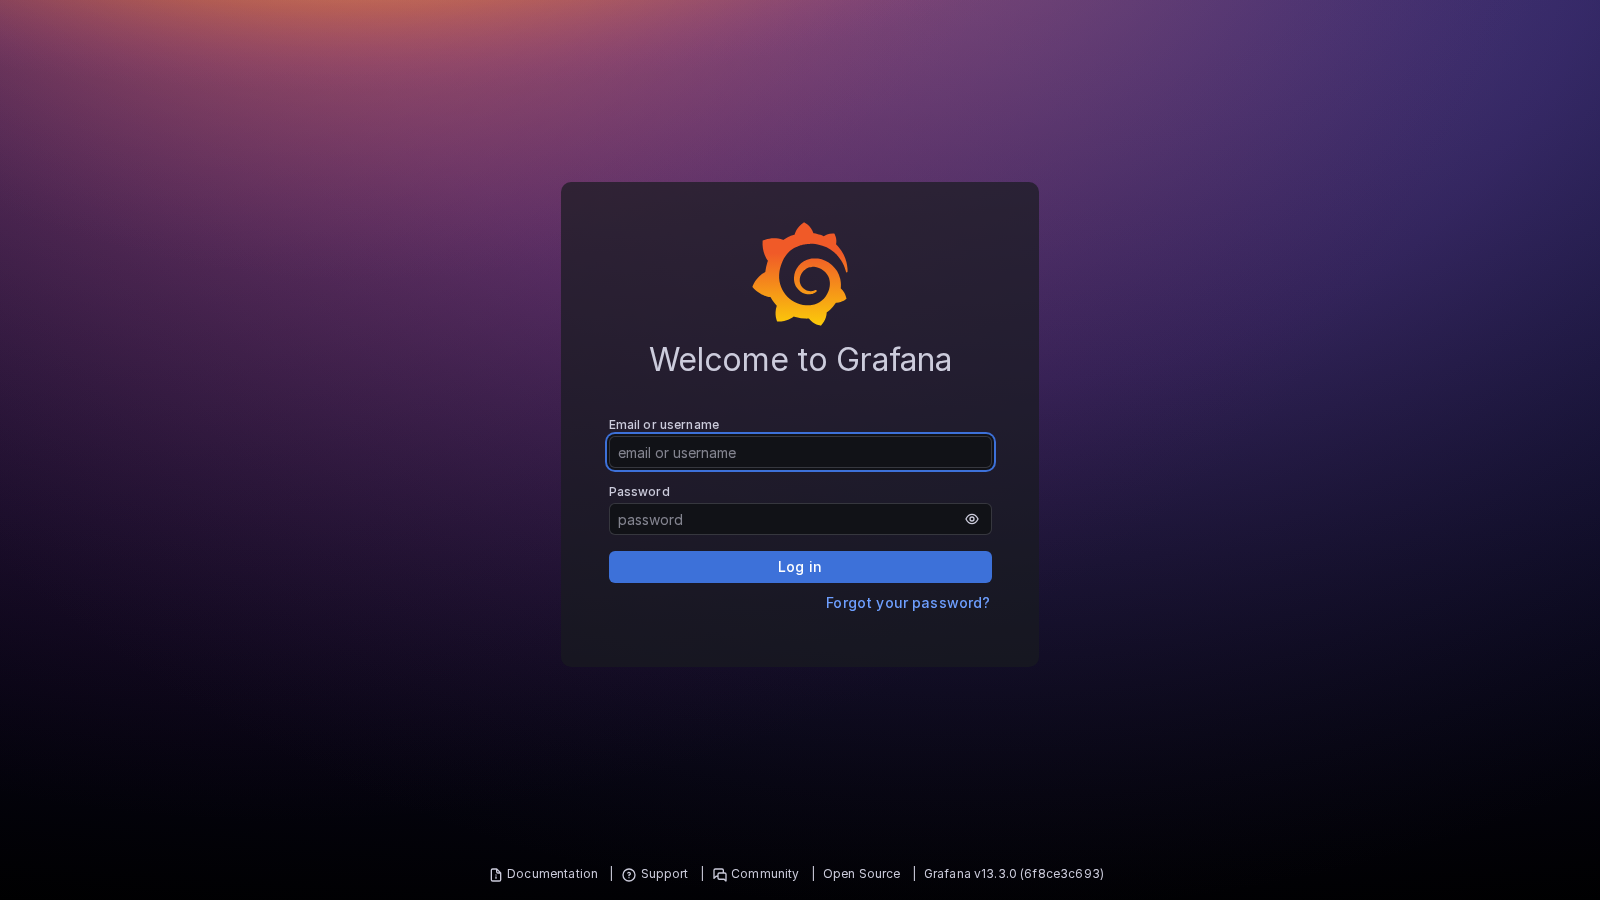 Welcome to Grafana
Email or username
email or username
Password
password
Log in
Forgot your password?
Documentation | Support | Community | Open Source | Grafana v13.3.0 (6f8ce3c693)